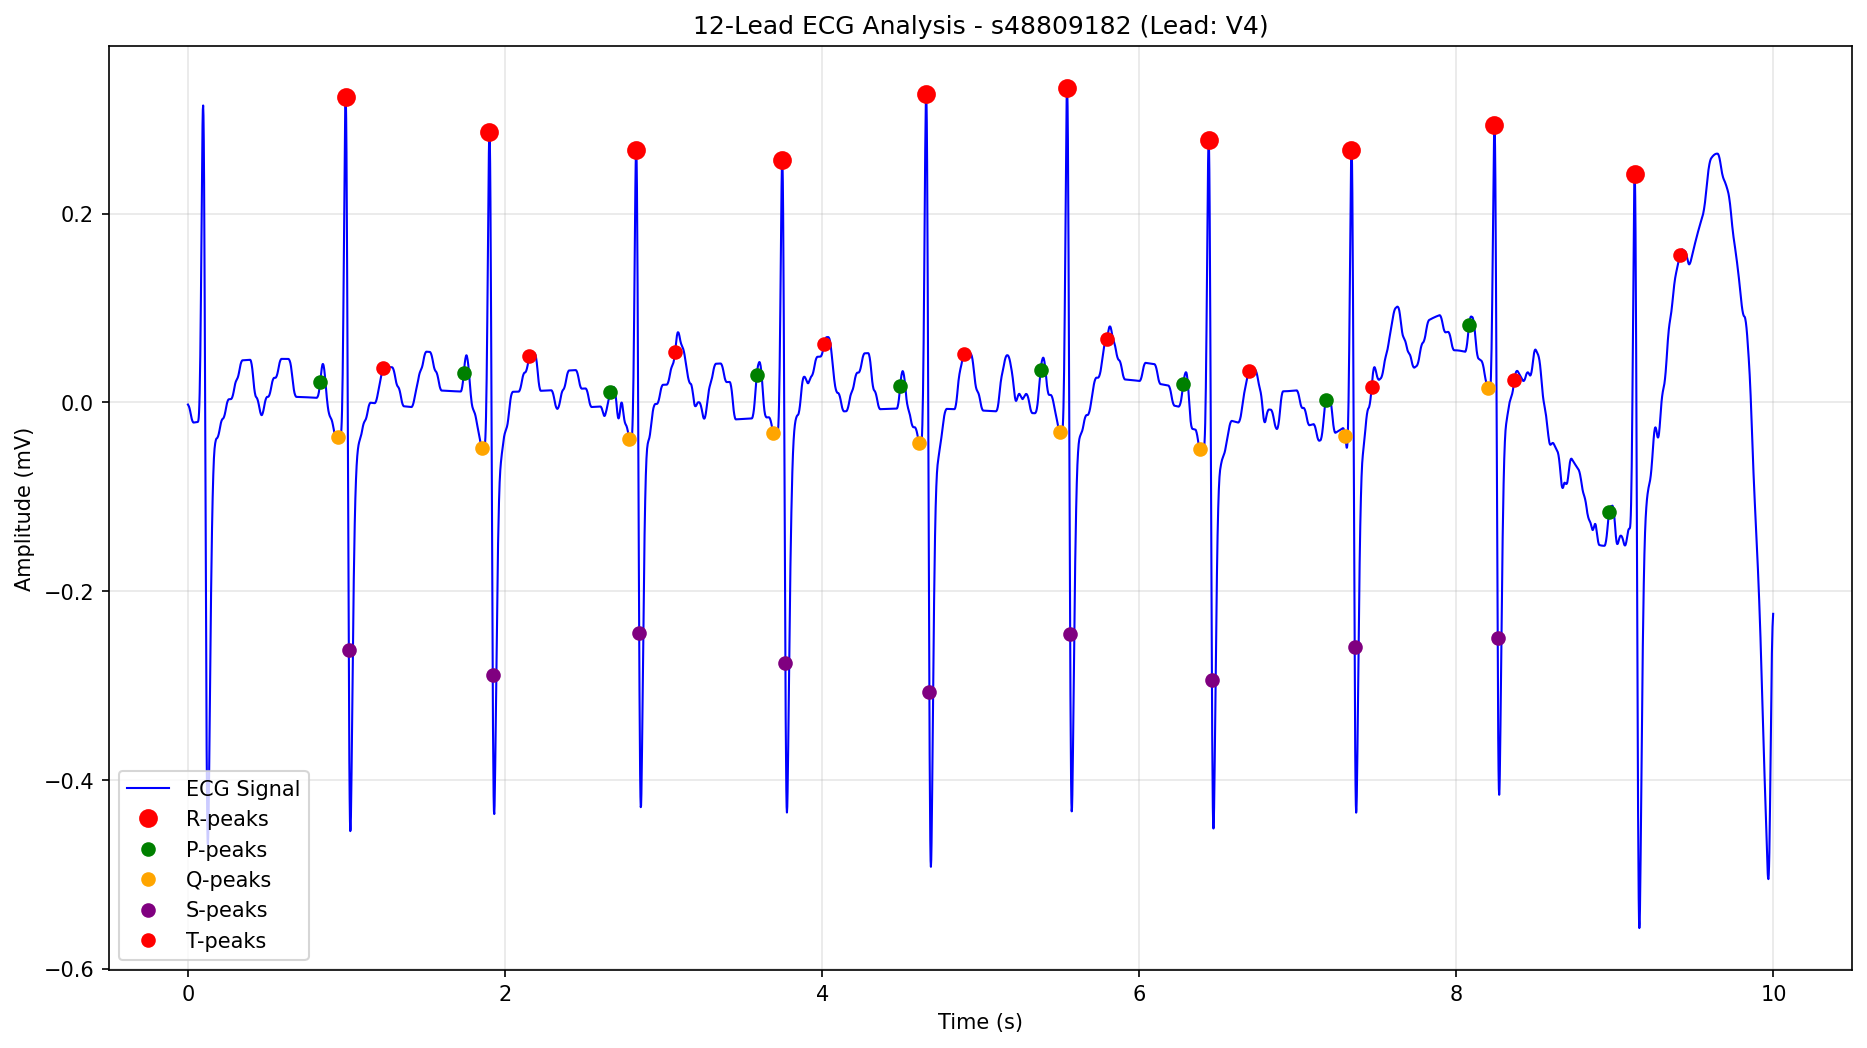 12-Lead ECG Analysis - s48809182 (Lead: V4)
Amplitude (mV)
0.2
0.0
−0.2
−0.4
−0.6
ECG Signal
R-peaks
P-peaks
Q-peaks
S-peaks
T-peaks
0 2 4 6 8 10
Time (s)